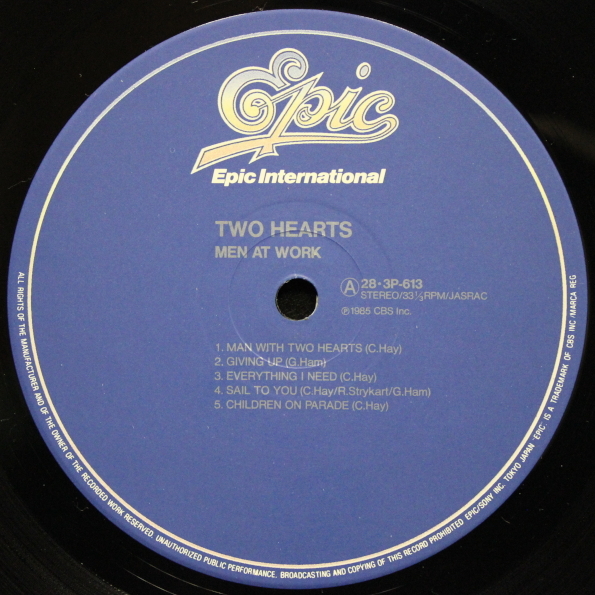 Epic
Epic International
TWO HEARTS
MEN AT WORK
Ⓐ 28・3P-613
STEREO/33⅓RPM/JASRAC
℗1985 CBS Inc.
1. MAN WITH TWO HEARTS (C.Hay)
2. GIVING UP (G.Ham)
3. EVERYTHING I NEED (C.Hay)
4. SAIL TO YOU (C.Hay/R.Strykart/G.Ham)
5. CHILDREN ON PARADE (C.Hay)
ALL RIGHTS OF THE MANUFACTURER AND OF THE OWNER OF THE RECORDED WORK RESERVED. UNAUTHORIZED PUBLIC PERFORMANCE. BROADCASTING AND COPYING OF THIS RECORD PROHIBITED EPIC/SONY INC. TOKYO JAPAN "EPIC" IS A TRADEMARK OF CBS INC /MARCA REG